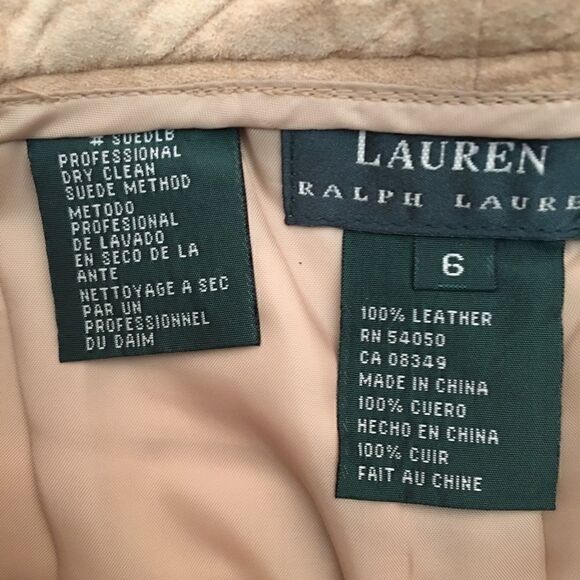 # SUEDLB
PROFESSIONAL
DRY CLEAN
SUEDE METHOD
METODO
PROFESIONAL
DE LAVADO
EN SECO DE LA
ANTE
NETTOYAGE A SEC
PAR UN
PROFESSIONNEL
DU DAIM
LAUREN
RALPH LAURE
6
100% LEATHER
RN 54050
CA 08349
MADE IN CHINA
100% CUERO
HECHO EN CHINA
100% CUIR
FAIT AU CHINE